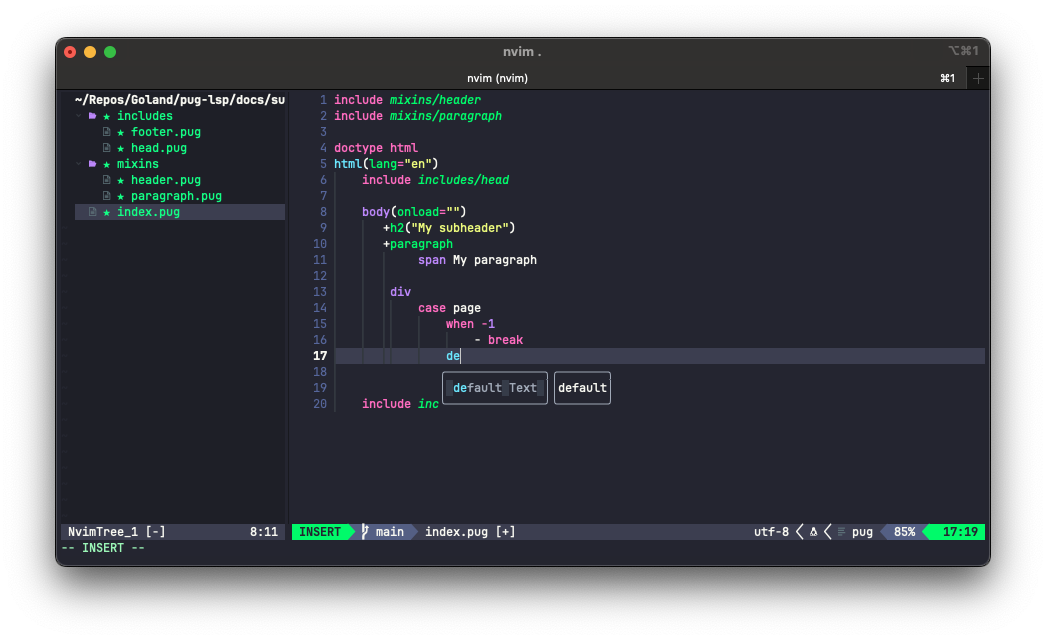 nvim .
⌥⌘1
nvim (nvim)
⌘1
+
~/Repos/Goland/pug-lsp/docs/su
includes
footer.pug
head.pug
mixins
header.pug
paragraph.pug
index.pug
1 include mixins/header
2 include mixins/paragraph
3
4 doctype html
5 html(lang="en")
6 include includes/head
7
8 body(onload="")
9 +h2("My subheader")
10 +paragraph
11 span My paragraph
12
13 div
14 case page
15 when -1
16 - break
17 de
18
19 default Text default
20 include inc
NvimTree_1 [-] 8:11
INSERT main index.pug [+] utf-8 pug 85% 17:19
-- INSERT --